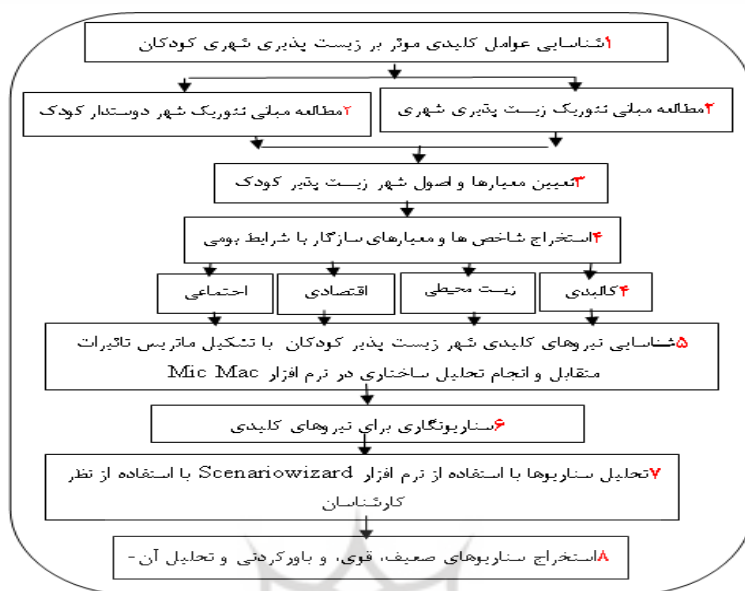 ۱شناسایی عوامل کلیدی موثر بر زیست پذیری شهری کودکان
۲مطالعه مبانی تئوریک زیست پذیری شهری
۲مطالعه مبانی تئوریک شهر دوستدار کودک
۳تعیین معیارها و اصول شهر زیست پذیر کودک
۴استخراج شاخص ها و معیارهای سازگار با شرایط بومی
۴کالبدی
زیست محیطی
اقتصادی
اجتماعی
۵شناسایی نیروهای کلیدی شهر زیست پذیر کودکان با تشکیل ماتریس تاثیرات
متقابل و انجام تحلیل ساختاری در نرم افزار Mic Mac
۶سناریونگاری برای نیروهای کلیدی
۷تحلیل سناریوها با استفاده از نرم افزار Scenariowizard با استفاده از نظر
کارشناسان
۸استخراج سناریوهای ضعیف، قوی، و باورکردنی و تحلیل آن-